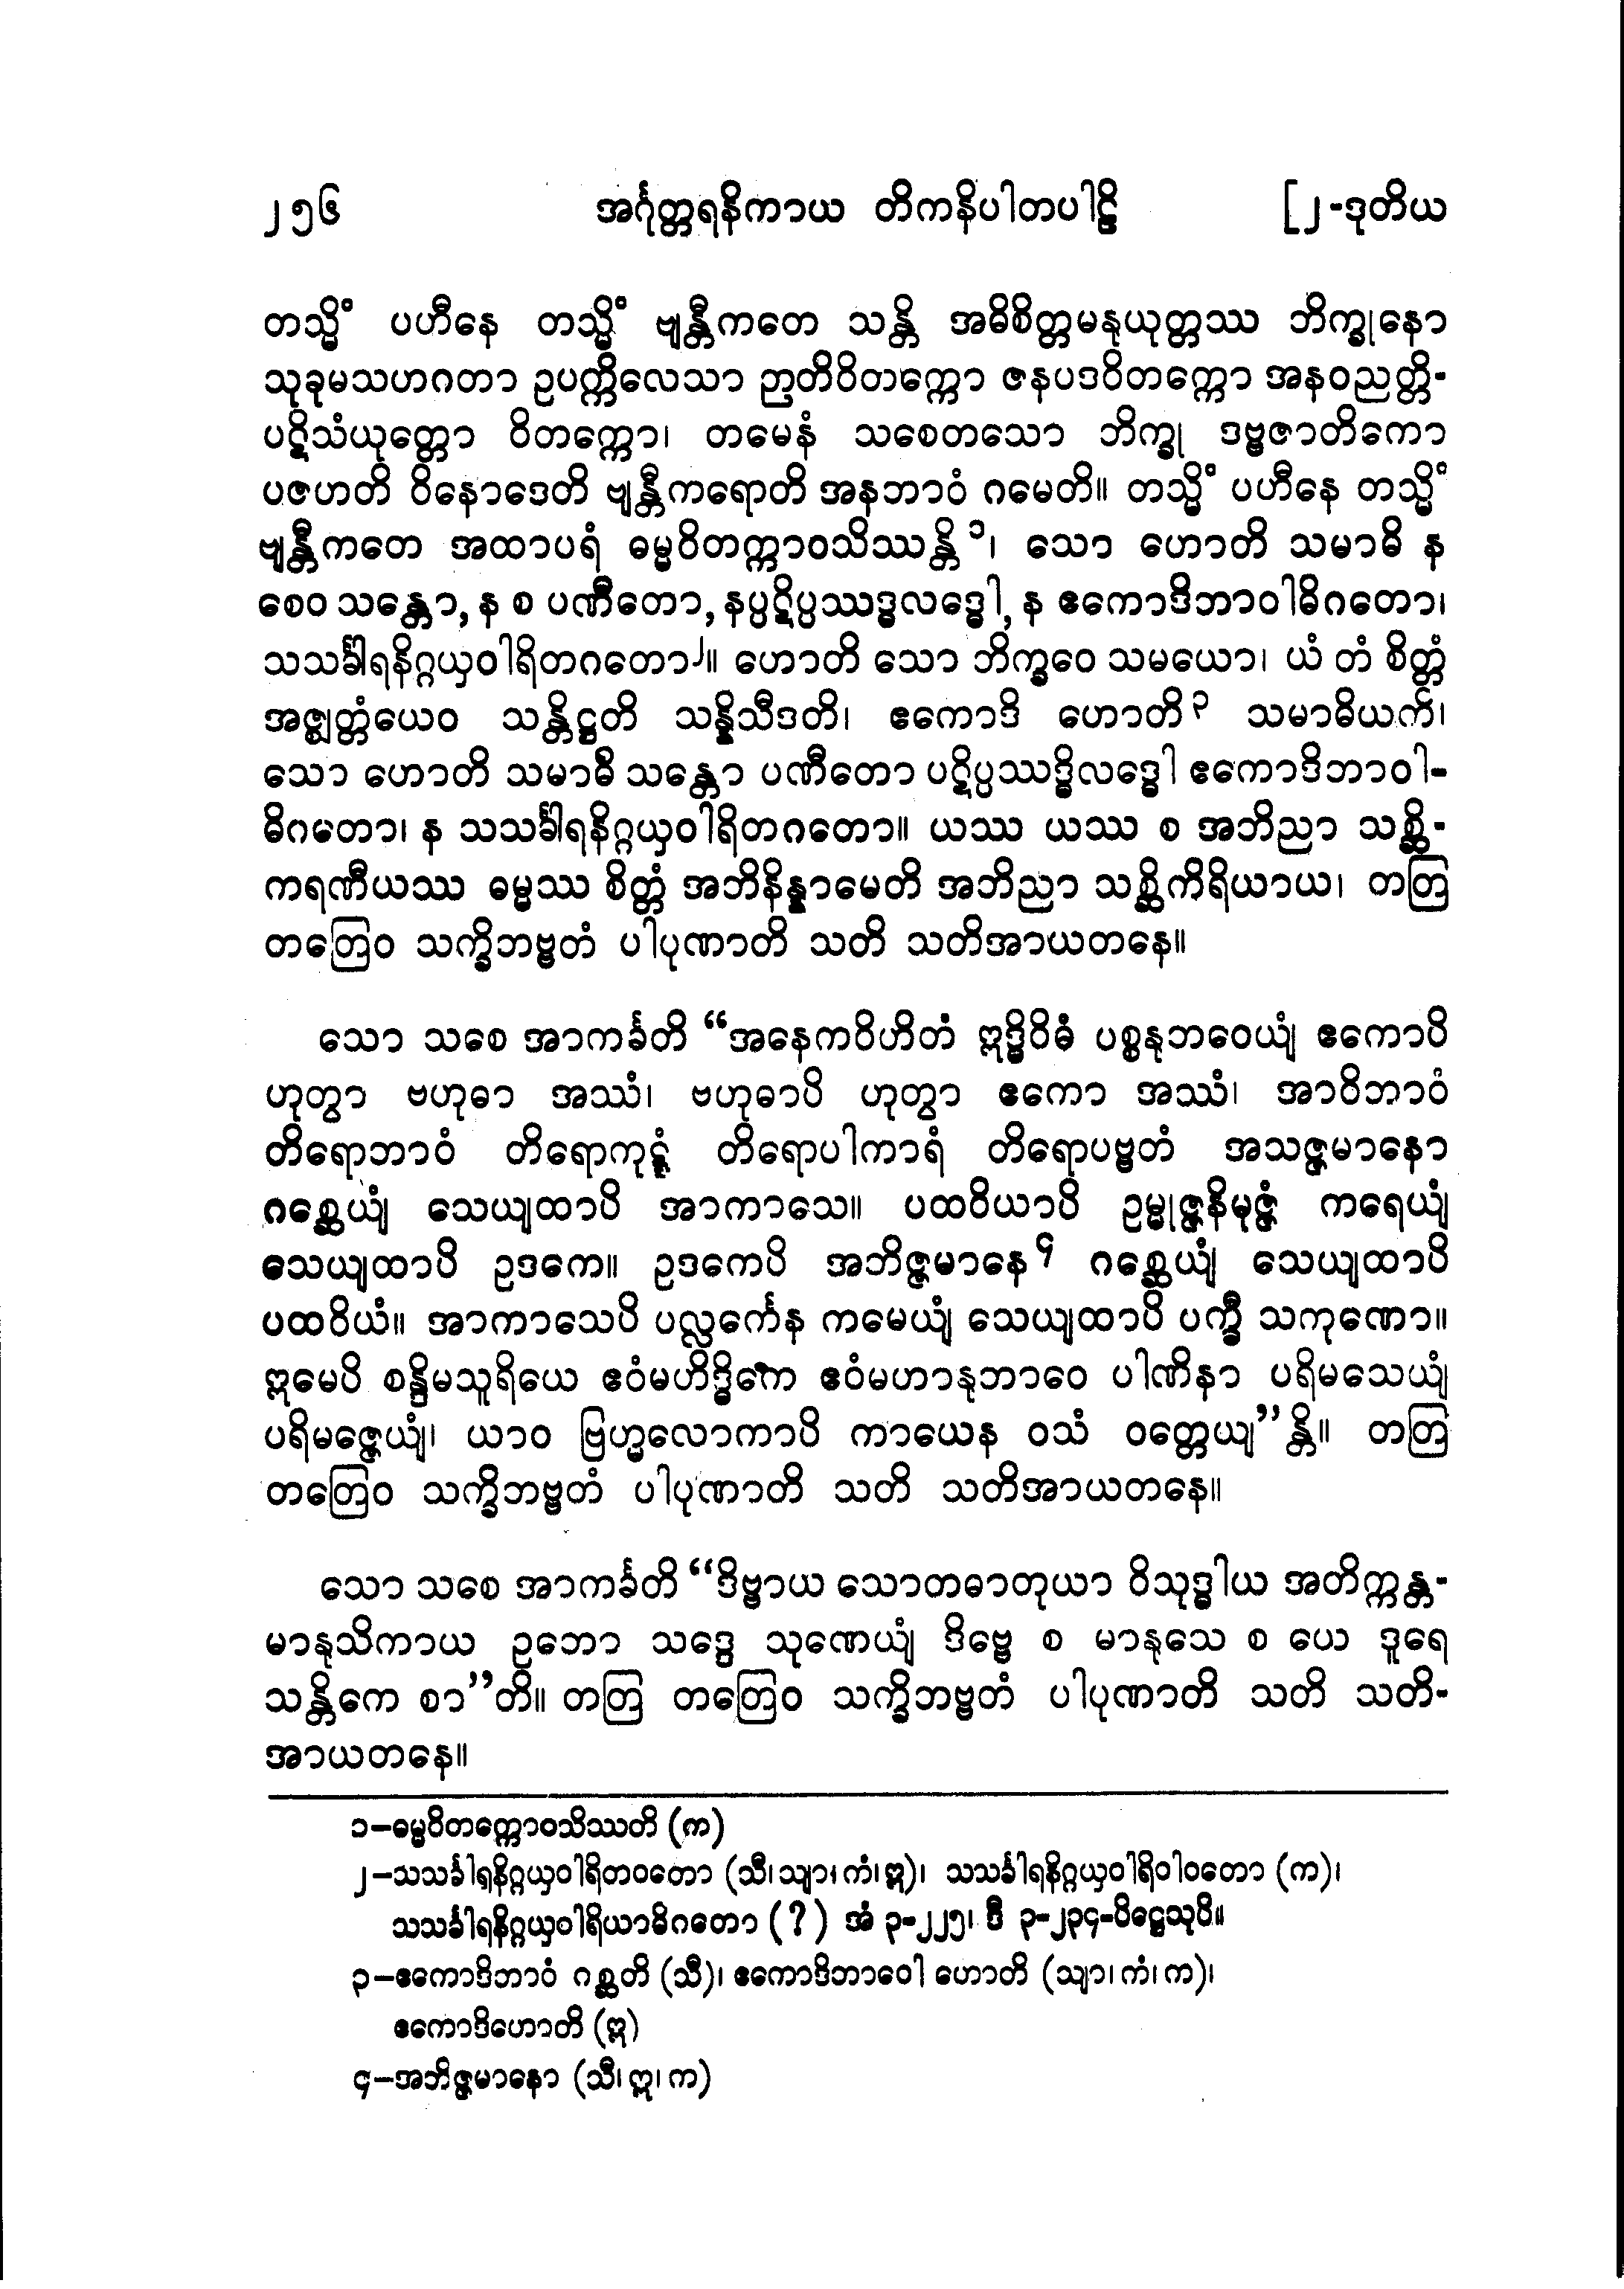 ၂၅၆ အင်္ဂုတ္တရနိကာယ တိကနိပါတပါဠိ [၂-ဒုတိယ
တသ္မိံ ပဟီနေ တသ္မိံ ဗျန္တီကတေ သန္တိ အဓိစိတ္တမနုယုတ္တဿ ဘိက္ခုနော
သုခုမသဟဂတာ ဥပက္ကိလေသာ ဉာတိဝိတက္ကော ဇနပဒဝိတက္ကော အနဝညတ္တိ-
ပဋိသံယုတ္တော ဝိတက္ကော၊ တမေနံ သစေတသော ဘိက္ခု ဒဗ္ဗဇာတိကော
ပဇဟတိ ဝိနောဒေတိ ဗျန္တီကရောတိ အနဘာဝံ ဂမေတိ။ တသ္မိံ ပဟီနေ တသ္မိံ
ဗျန္တီကတေ အထာပရံ ဓမ္မဝိတက္ကာဝသိဿန္တိ ၁၊ သော ဟောတိ သမာဓိ န
စေဝ သန္တော, န စ ပဏီတော, နပ္ပဋိပ္ပဿဒ္ဓလဒ္ဓေါ, န ဧကောဒိဘာဝါဓိဂတော၊
သသင်္ခါရနိဂ္ဂယှဝါရိတဂတော၂။ ဟောတိ သော ဘိက္ခဝေ သမယော၊ ယံ တံ စိတ္တံ
အဇ္ဈတ္တံယေဝ သန္တိဋ္ဌတိ သန္နိသီဒတိ၊ ဧကောဒိ ဟောတိ ၃ သမာဓိယတိ၊
သော ဟောတိ သမာဓိ သန္တော ပဏီတော ပဋိပ္ပဿဒ္ဓိလဒ္ဓေါ ဧကောဒိဘာဝါ-
ဓိဂတော၊ န သသင်္ခါရနိဂ္ဂယှဝါရိတဂတော။ ယဿ ယဿ စ အဘိညာ သစ္ဆိ-
ကရဏီယဿ ဓမ္မဿ စိတ္တံ အဘိနိန္နာမေတိ အဘိညာ သစ္ဆိကိရိယာယ၊ တတြ
တတြေဝ သက္ခိဘဗ္ဗတံ ပါပုဏာတိ သတိ သတိအာယတနေ။
သော သစေ အာကင်္ခတိ “အနေကဝိဟိတံ ဣဒ္ဓိဝိဓံ ပစ္စနုဘဝေယျံ ဧကောပိ
ဟုတွာ ဗဟုဓာ အဿံ၊ ဗဟုဓာပိ ဟုတွာ ဧကော အဿံ၊ အာဝိဘာဝံ
တိရောဘာဝံ တိရောကုဋ္ဋံ တိရောပါကာရံ တိရောပဗ္ဗတံ အသဇ္ဇမာနော
ဂစ္ဆေယျံ သေယျထာပိ အာကာသေ။ ပထဝိယာပိ ဥမ္မုဇ္ဇနိမုဇ္ဇံ ကရေယျံ
သေယျထာပိ ဥဒကေ။ ဥဒကေပိ အဘိဇ္ဇမာနေ ၄ ဂစ္ဆေယျံ သေယျထာပိ
ပထဝိယံ။ အာကာသေပိ ပလ္လင်္ကေန ကမေယျံ သေယျထာပိ ပက္ခီ သကုဏော။
ဣမေပိ စန္ဒိမသူရိယေ ဧဝံမဟိဒ္ဓိကေ ဧဝံမဟာနုဘာဝေ ပါဏိနာ ပရိမသေယျံ
ပရိမဇ္ဇေယျံ၊ ယာဝ ဗြဟ္မလောကာပိ ကာယေန ဝသံ ဝတ္တေယျ”န္တိ။ တတြ
တတြေဝ သက္ခိဘဗ္ဗတံ ပါပုဏာတိ သတိ သတိအာယတနေ။
သော သစေ အာကင်္ခတိ “ဒိဗ္ဗာယ သောတဓာတုယာ ဝိသုဒ္ဓါယ အတိက္ကန္တ-
မာနုသိကာယ ဥဘော သဒ္ဒေ သုဏေယျံ ဒိဗ္ဗေ စ မာနုသေ စ ယေ ဒူရေ
သန္တိကေ စာ”တိ။ တတြ တတြေဝ သက္ခိဘဗ္ဗတံ ပါပုဏာတိ သတိ သတိ-
အာယတနေ။
၁–ဓမ္မဝိတက္ကောဝသိဿတိ (က)
၂–သသင်္ခါရနိဂ္ဂယှဝါရိတဝတော (သီ၊ သျာ၊ ကံ၊ ဣ)၊ သသင်္ခါရနိဂ္ဂယှဝါရိဝါဝတော (က)၊
သသင်္ခါရနိဂ္ဂယှဝါရိယာဓိဂတော (?) အံ ၃-၂၂၅၊ ဒီ ၃-၂၃၄-ပိဋ္ဌေသုပိ။
၃–ဧကောဒိဘာဝံ ဂစ္ဆတိ (သီ)၊ ဧကောဒိဘာဝေါ ဟောတိ (သျာ၊ ကံ၊ က)၊
ဧကောဒိဟောတိ (ဣ)
၄–အဘိဇ္ဇမာနော (သီ၊ ဣ၊ က)